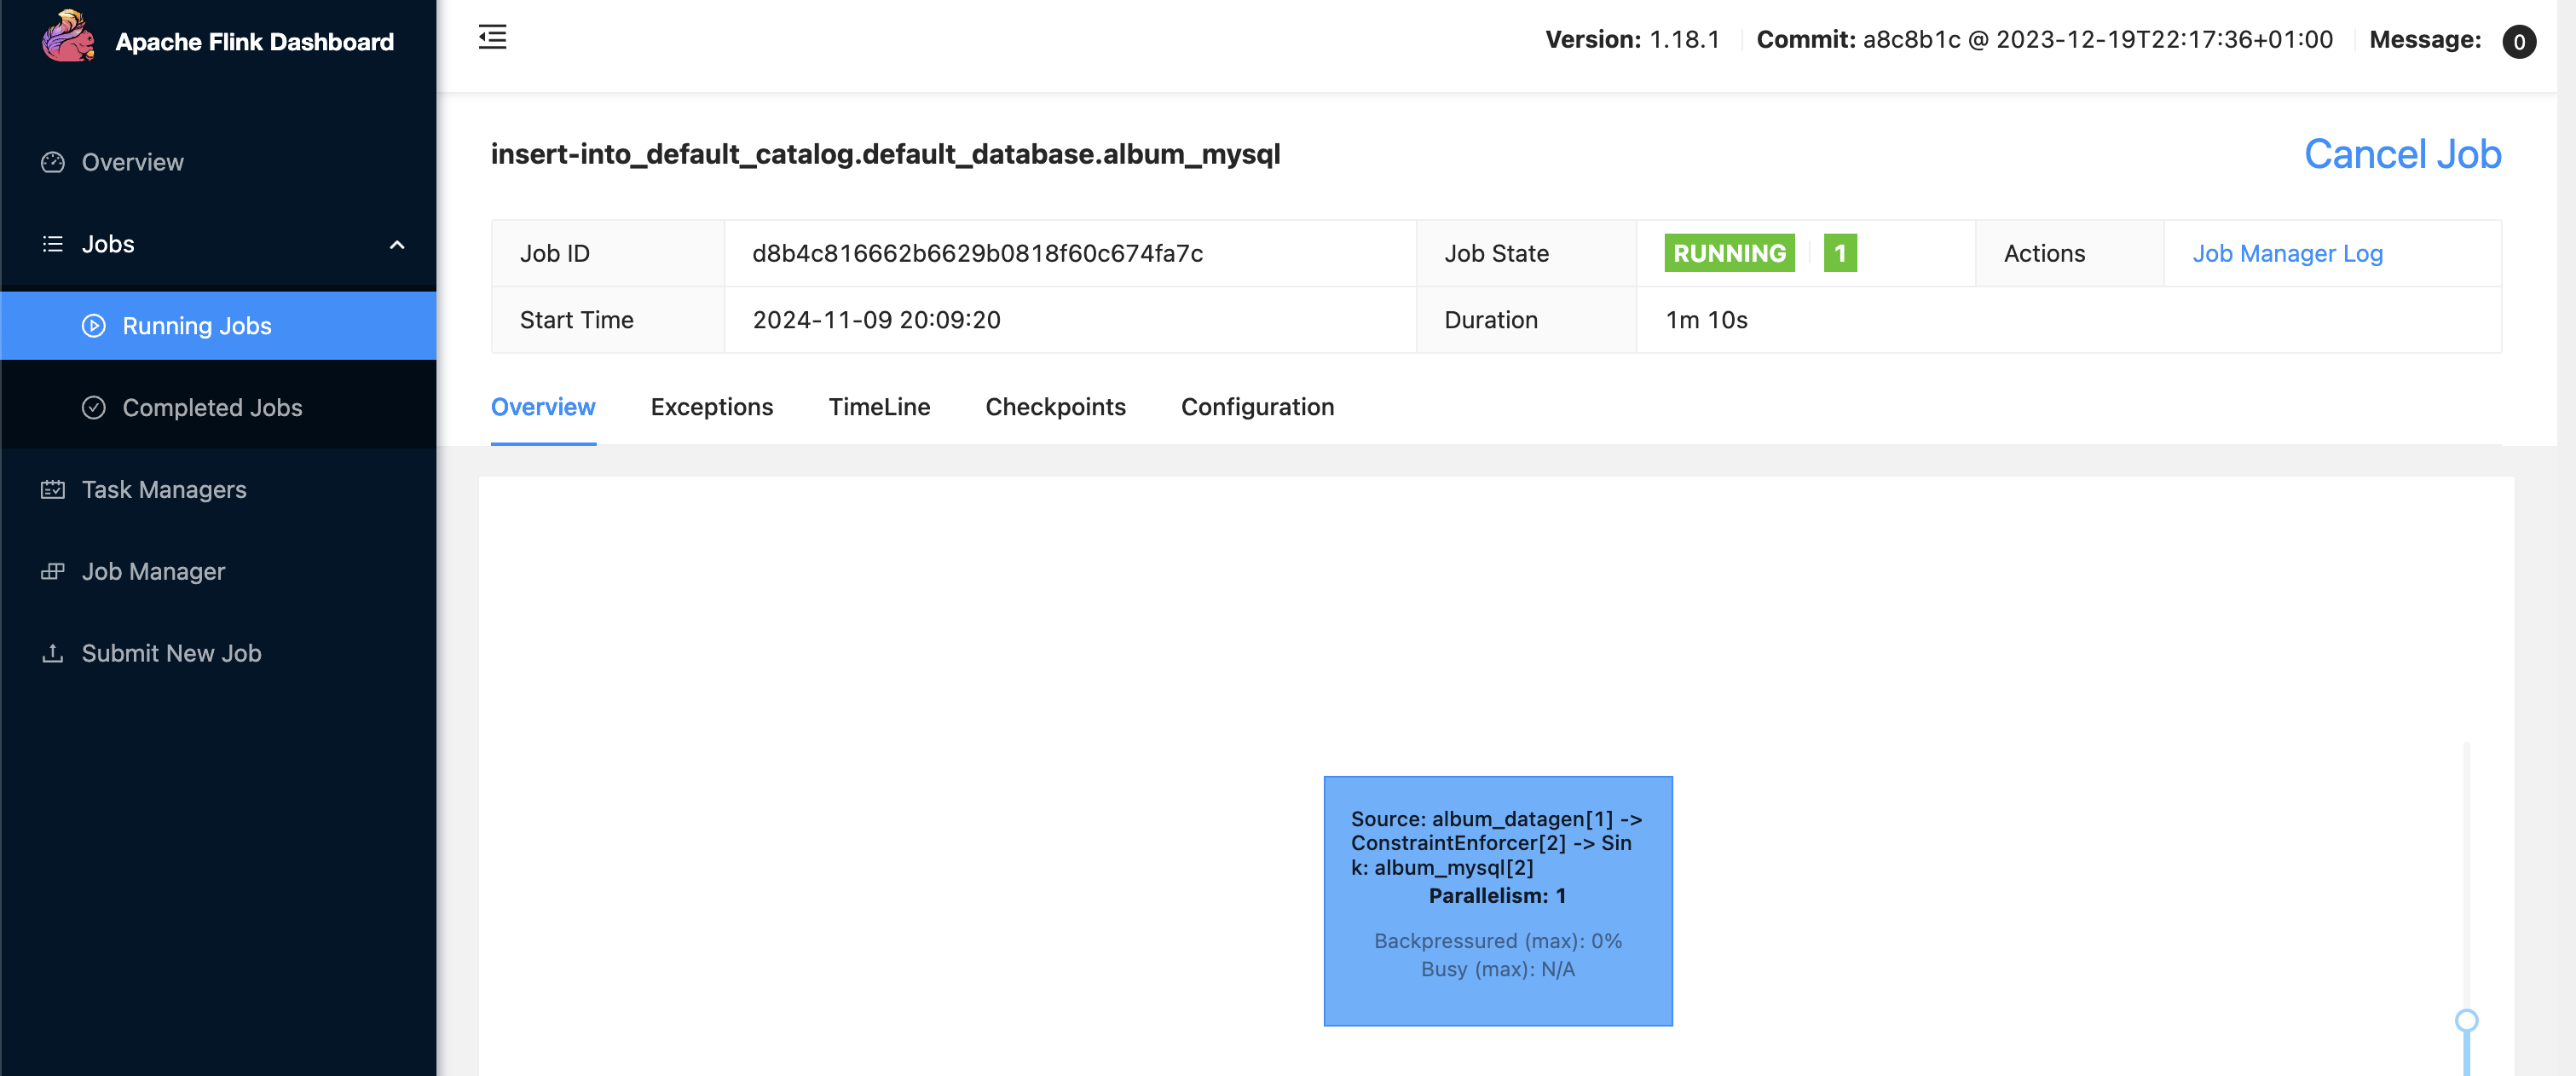 Apache Flink Dashboard
Version: 1.18.1 Commit: a8c8b1c @ 2023-12-19T22:17:36+01:00 Message: 0
Overview
Jobs
Running Jobs
Completed Jobs
Task Managers
Job Manager
Submit New Job
insert-into_default_catalog.default_database.album_mysql
Cancel Job
Job ID d8b4c816662b6629b0818f60c674fa7c Job State RUNNING 1 Actions Job Manager Log
Start Time 2024-11-09 20:09:20 Duration 1m 10s
Overview Exceptions TimeLine Checkpoints Configuration
Source: album_datagen[1] ->
ConstraintEnforcer[2] -> Sin
k: album_mysql[2]
Parallelism: 1
Backpressured (max): 0%
Busy (max): N/A